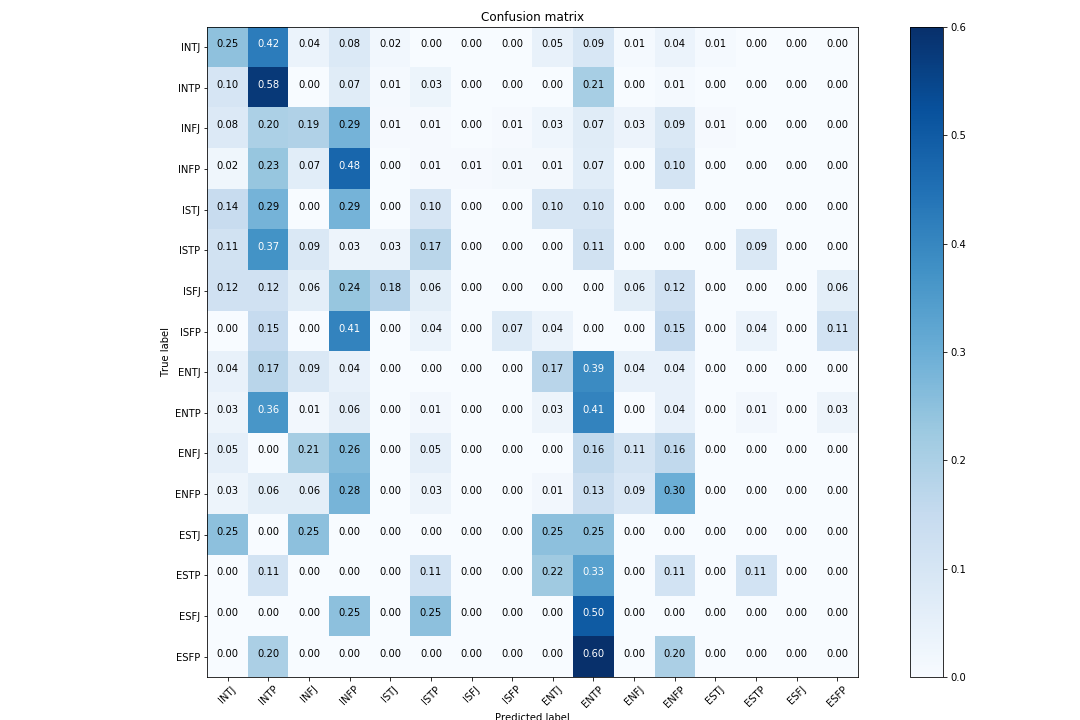 Confusion matrix
INTJ 0.25 0.42 0.04 0.08 0.02 0.00 0.00 0.00 0.05 0.09 0.01 0.04 0.01 0.00 0.00 0.00
INTP 0.10 0.58 0.00 0.07 0.01 0.03 0.00 0.00 0.00 0.21 0.00 0.01 0.00 0.00 0.00 0.00
INFJ 0.08 0.20 0.19 0.29 0.01 0.01 0.00 0.01 0.03 0.07 0.03 0.09 0.01 0.00 0.00 0.00
INFP 0.02 0.23 0.07 0.48 0.00 0.01 0.01 0.01 0.01 0.07 0.00 0.10 0.00 0.00 0.00 0.00
ISTJ 0.14 0.29 0.00 0.29 0.00 0.10 0.00 0.00 0.10 0.10 0.00 0.00 0.00 0.00 0.00 0.00
ISTP 0.11 0.37 0.09 0.03 0.03 0.17 0.00 0.00 0.00 0.11 0.00 0.00 0.00 0.09 0.00 0.00
ISFJ 0.12 0.12 0.06 0.24 0.18 0.06 0.00 0.00 0.00 0.00 0.06 0.12 0.00 0.00 0.00 0.06
ISFP 0.00 0.15 0.00 0.41 0.00 0.04 0.00 0.07 0.04 0.00 0.00 0.15 0.00 0.04 0.00 0.11
ENTJ 0.04 0.17 0.09 0.04 0.00 0.00 0.00 0.00 0.17 0.39 0.04 0.04 0.00 0.00 0.00 0.00
ENTP 0.03 0.36 0.01 0.06 0.00 0.01 0.00 0.00 0.03 0.41 0.00 0.04 0.00 0.01 0.00 0.03
ENFJ 0.05 0.00 0.21 0.26 0.00 0.05 0.00 0.00 0.00 0.16 0.11 0.16 0.00 0.00 0.00 0.00
ENFP 0.03 0.06 0.06 0.28 0.00 0.03 0.00 0.00 0.01 0.13 0.09 0.30 0.00 0.00 0.00 0.00
ESTJ 0.25 0.00 0.25 0.00 0.00 0.00 0.00 0.00 0.25 0.25 0.00 0.00 0.00 0.00 0.00 0.00
ESTP 0.00 0.11 0.00 0.00 0.00 0.11 0.00 0.00 0.22 0.33 0.00 0.11 0.00 0.11 0.00 0.00
ESFJ 0.00 0.00 0.00 0.25 0.00 0.25 0.00 0.00 0.00 0.50 0.00 0.00 0.00 0.00 0.00 0.00
ESFP 0.00 0.20 0.00 0.00 0.00 0.00 0.00 0.00 0.00 0.60 0.00 0.20 0.00 0.00 0.00 0.00
True label
INTJ INTP INFJ INFP ISTJ ISTP ISFJ ISFP ENTJ ENTP ENFJ ENFP ESTJ ESTP ESFJ ESFP
Predicted label
0.6
0.5
0.4
0.3
0.2
0.1
0.0